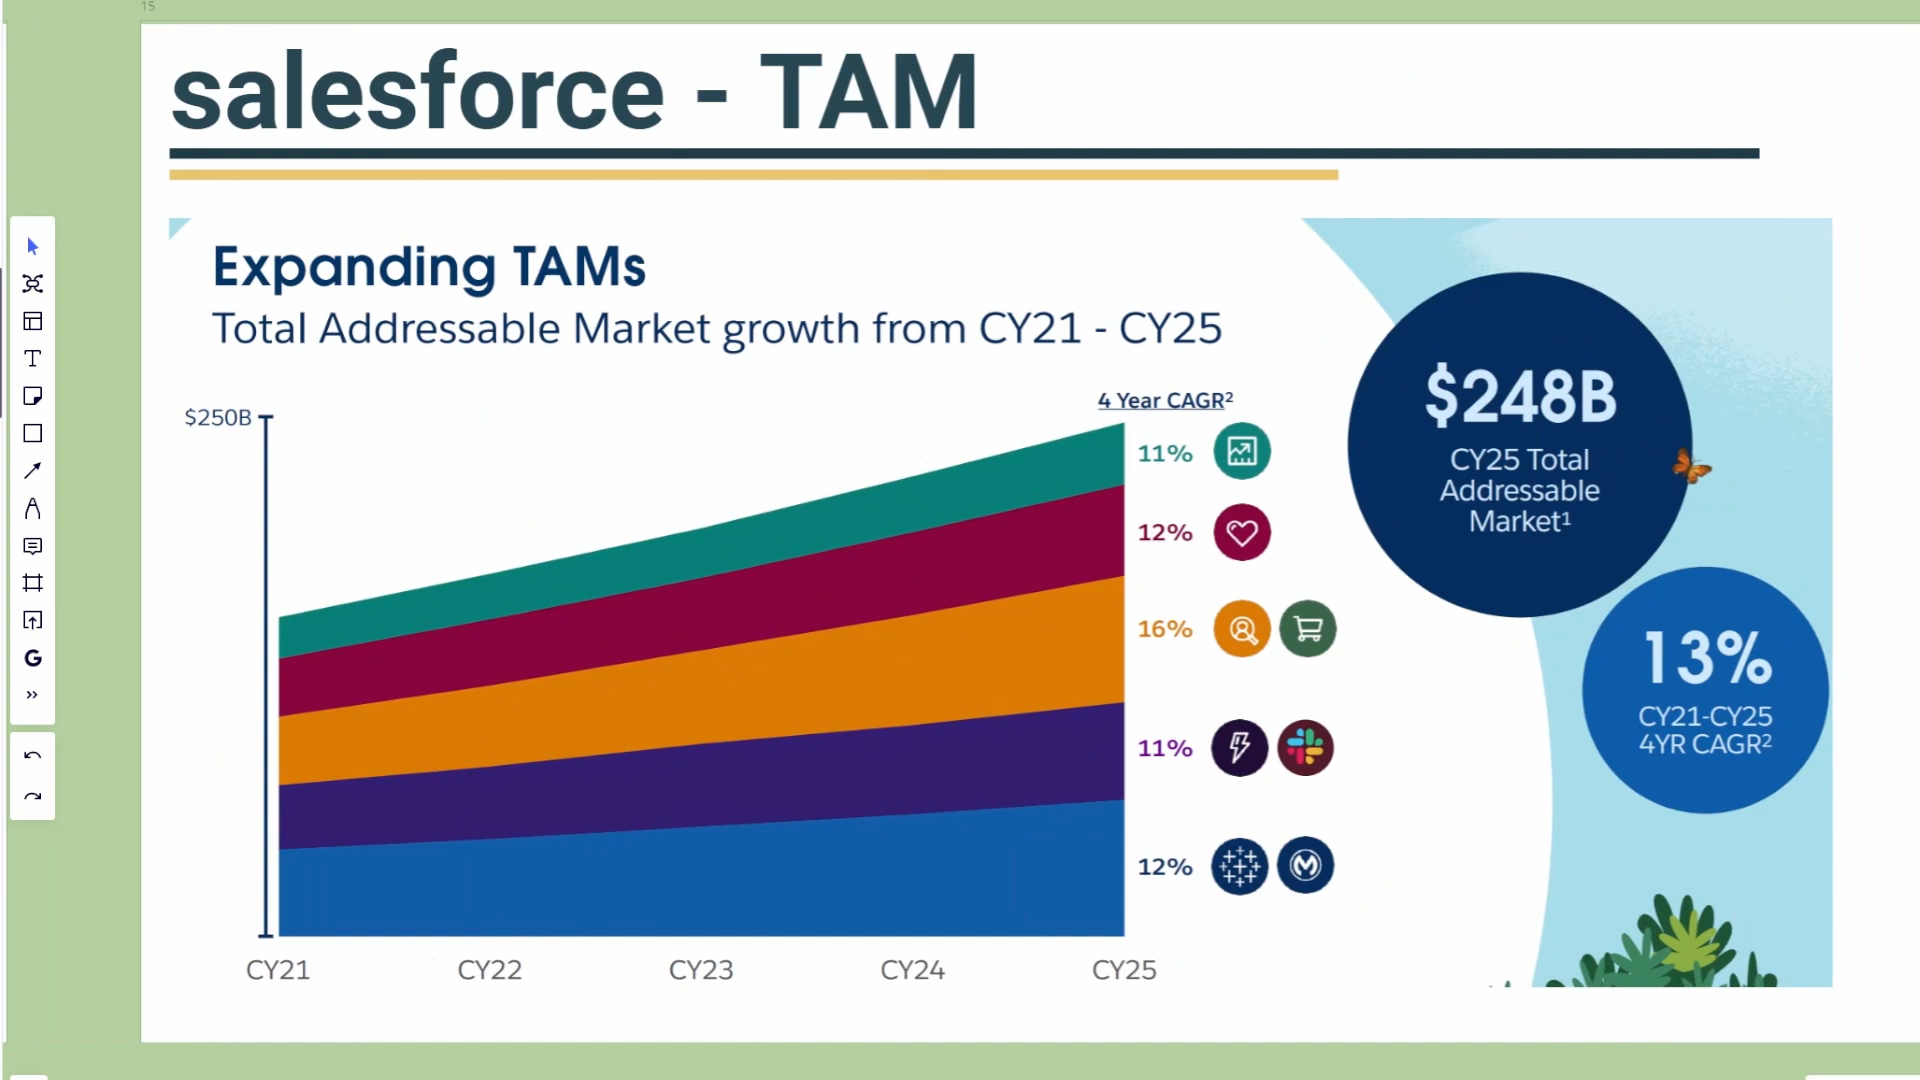 15
salesforce - TAM
Expanding TAMs
Total Addressable Market growth from CY21 - CY25
4 Year CAGR²
$250B
11%
12%
16%
11%
12%
CY21 CY22 CY23 CY24 CY25
$248B
CY25 Total
Addressable
Market¹
13%
CY21-CY25
4YR CAGR²